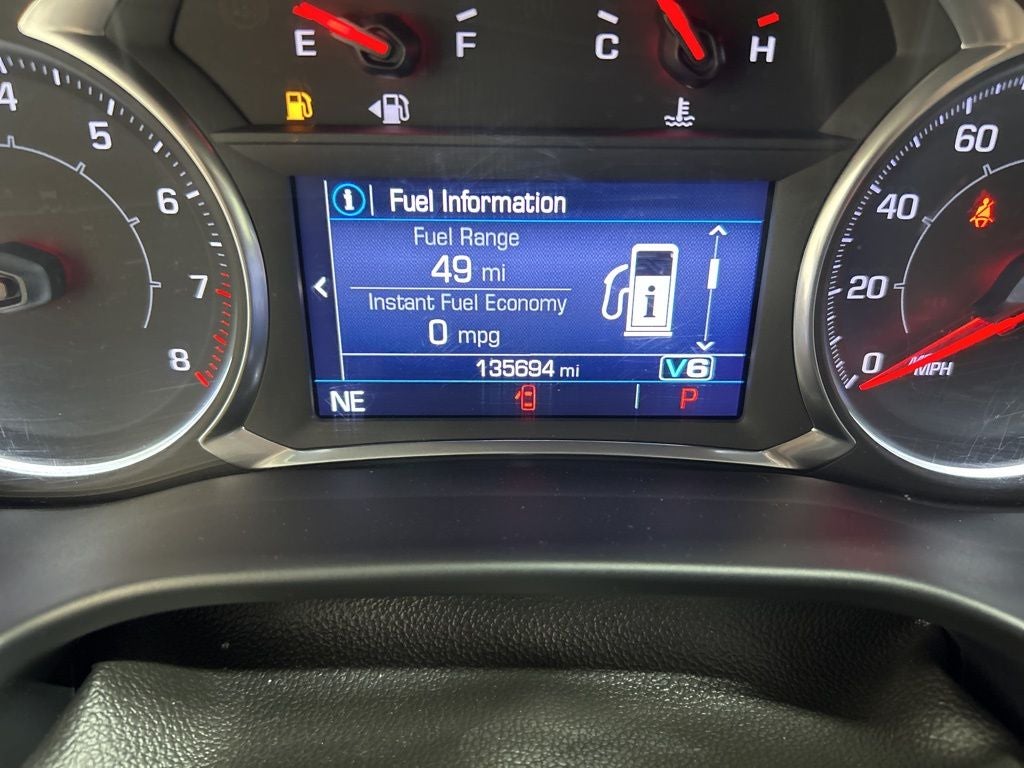 E F C H
4
5
6
7
8
i Fuel Information
Fuel Range
49 mi
Instant Fuel Economy
0 mpg
i
135694 mi V6
NE P
60
40
20
0
MPH